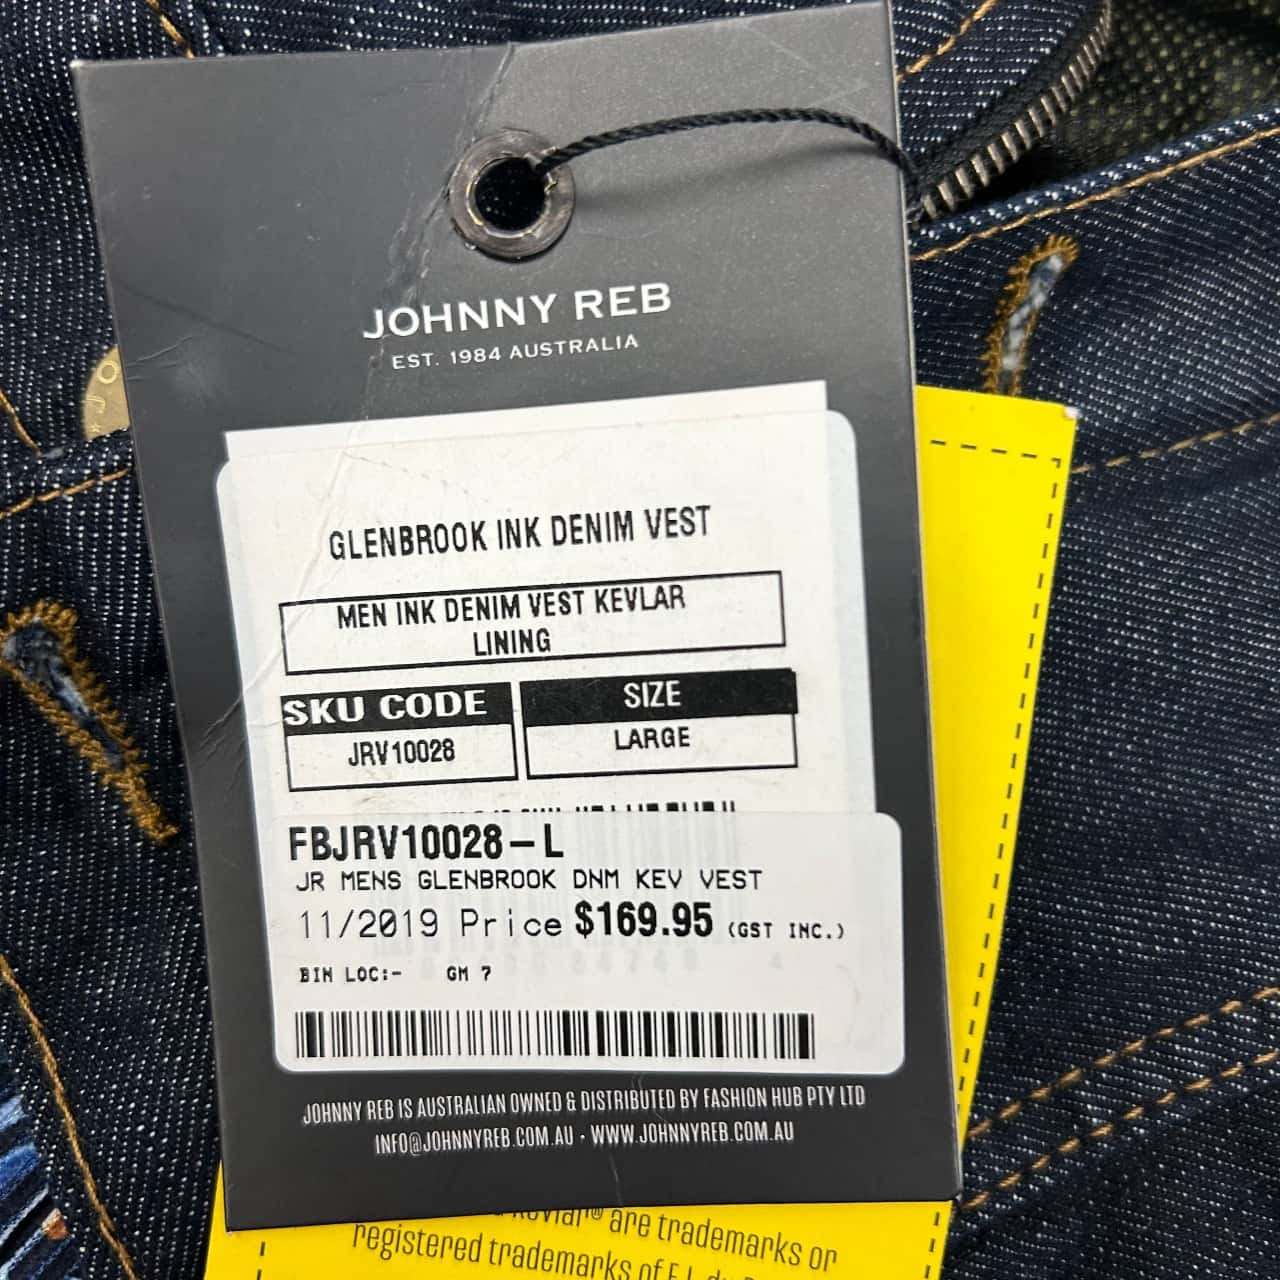 JOHNNY REB
EST. 1984 AUSTRALIA
GLENBROOK INK DENIM VEST
MEN INK DENIM VEST KEVLAR
LINING
SKU CODE
SIZE
JRV10028
LARGE
FBJRV10028-L
JR MENS GLENBROOK DNM KEV VEST
11/2019 Price $169.95 (GST INC.)
BIN LOC:- GM 7
JOHNNY REB IS AUSTRALIAN OWNED & DISTRIBUTED BY FASHION HUB PTY LTD
INFO@JOHNNYREB.COM.AU · WWW.JOHNNYREB.COM.AU
Kevlar® are trademarks or
registered trademarks of E.I. du